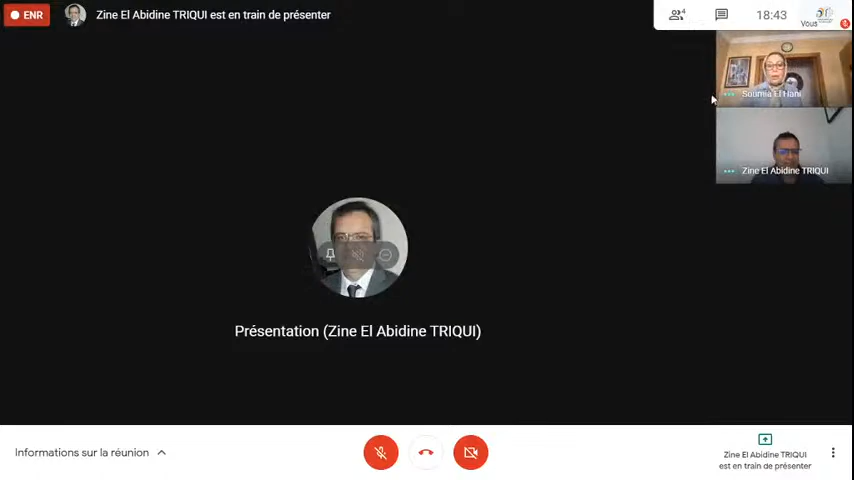 ENR
Zine El Abidine TRIQUI est en train de présenter
4
18:43
Vous
Soumia El Hani
Zine El Abidine TRIQUI
Présentation (Zine El Abidine TRIQUI)
Informations sur la réunion
Zine El Abidine TRIQUI
est en train de présenter